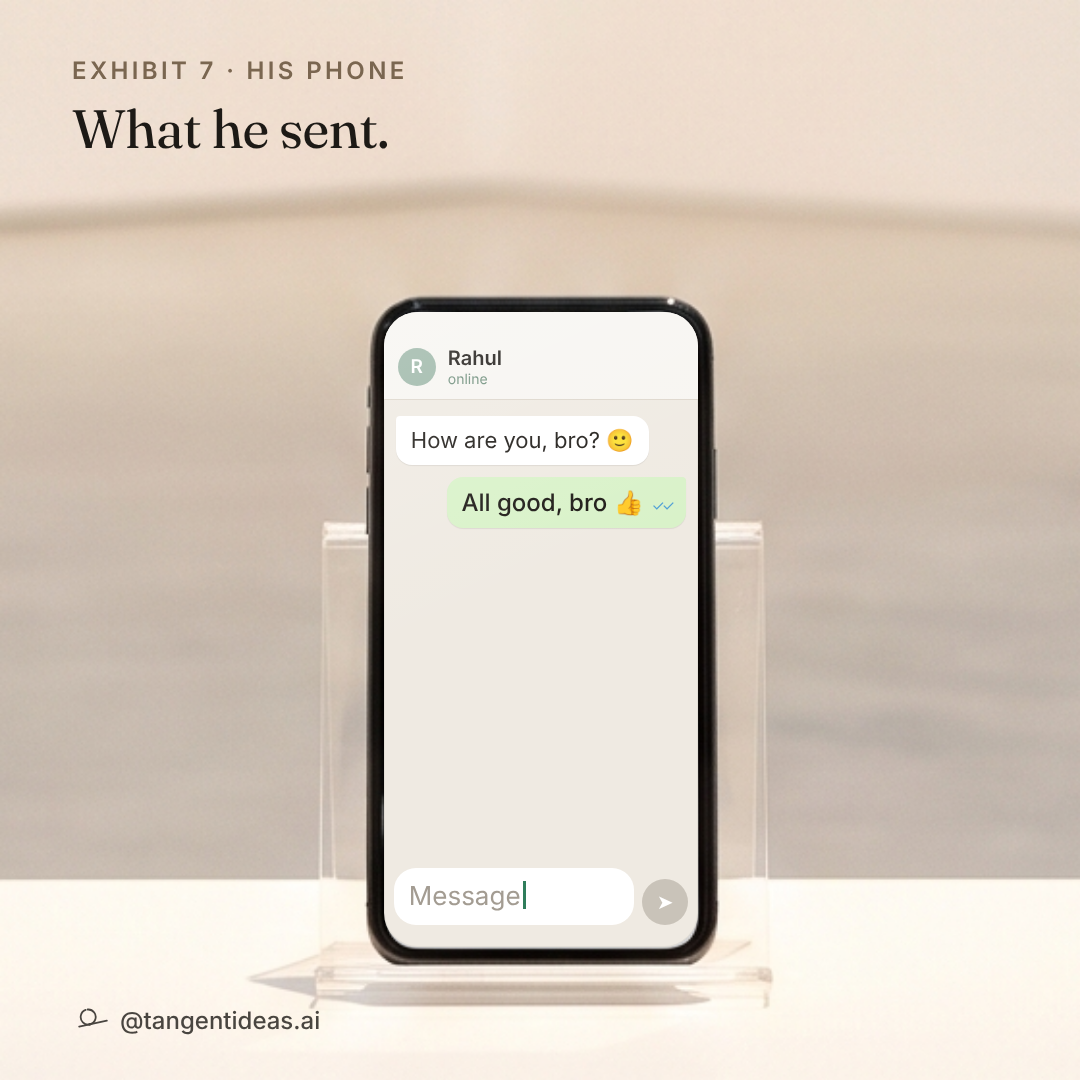 EXHIBIT 7 · HIS PHONE
What he sent.
R
Rahul
online
How are you, bro? 🙂
All good, bro 👍
Message
@tangentideas.ai